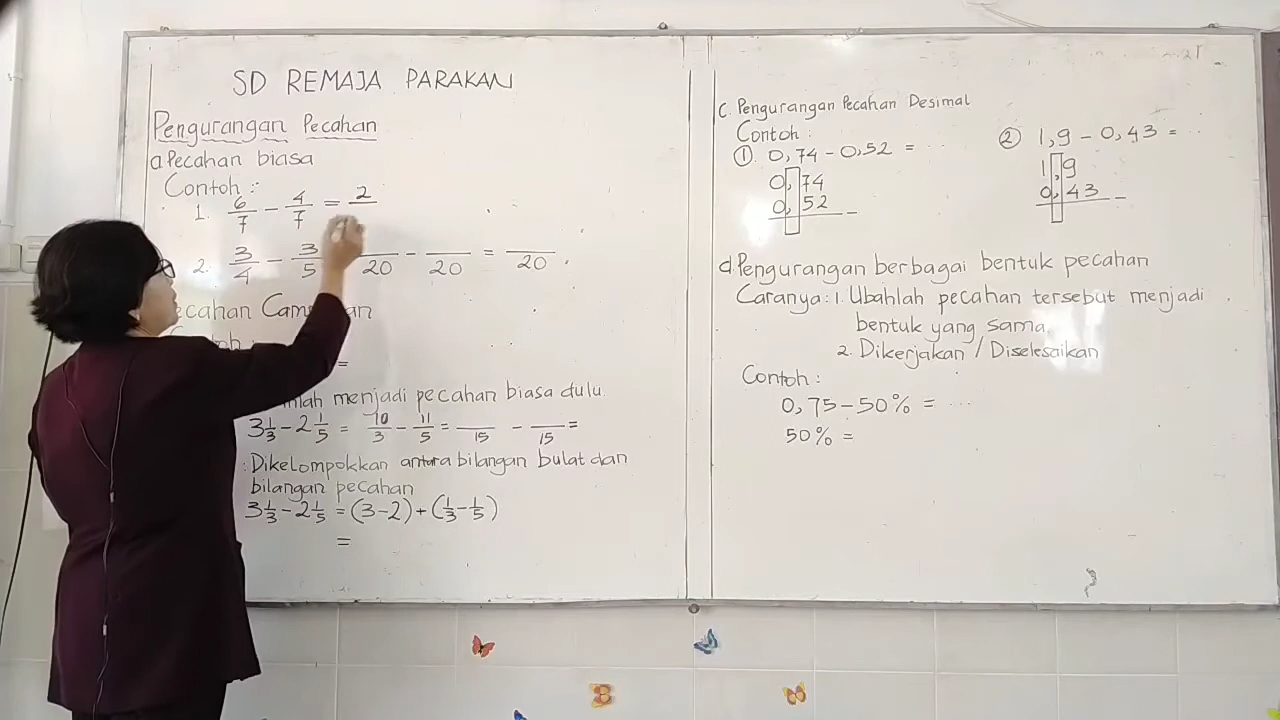 SD REMAJA PARAKAN
Pengurangan Pecahan
a Pecahan biasa
Contoh :
1. 6/7 - 4/7 = 2/
2. 3/4 - 3/5 /20 - /20 = /20 .
=
menjadi pecahan biasa dulu
3 1/3 - 2 1/5 = 10/3 - 11/5 = /15 - /15 =
: Dikelompokkan antara bilangan bulat dan
bilangan pecahan
3 1/3 - 2 1/5 = (3-2) + (1/3 - 1/5)
=
C. Pengurangan Pecahan Desimal
Contoh :
① 0,74 - 0,52 = ...
0,74
0,52 -
② 1,9 - 0,43 = ...
1,9
0,43 -
d. Pengurangan berbagai bentuk pecahan
Caranya : 1. Ubahlah pecahan tersebut menjadi
bentuk yang sama.
2. Dikerjakan / Diselesaikan
Contoh :
0,75 - 50% = ...
50% =